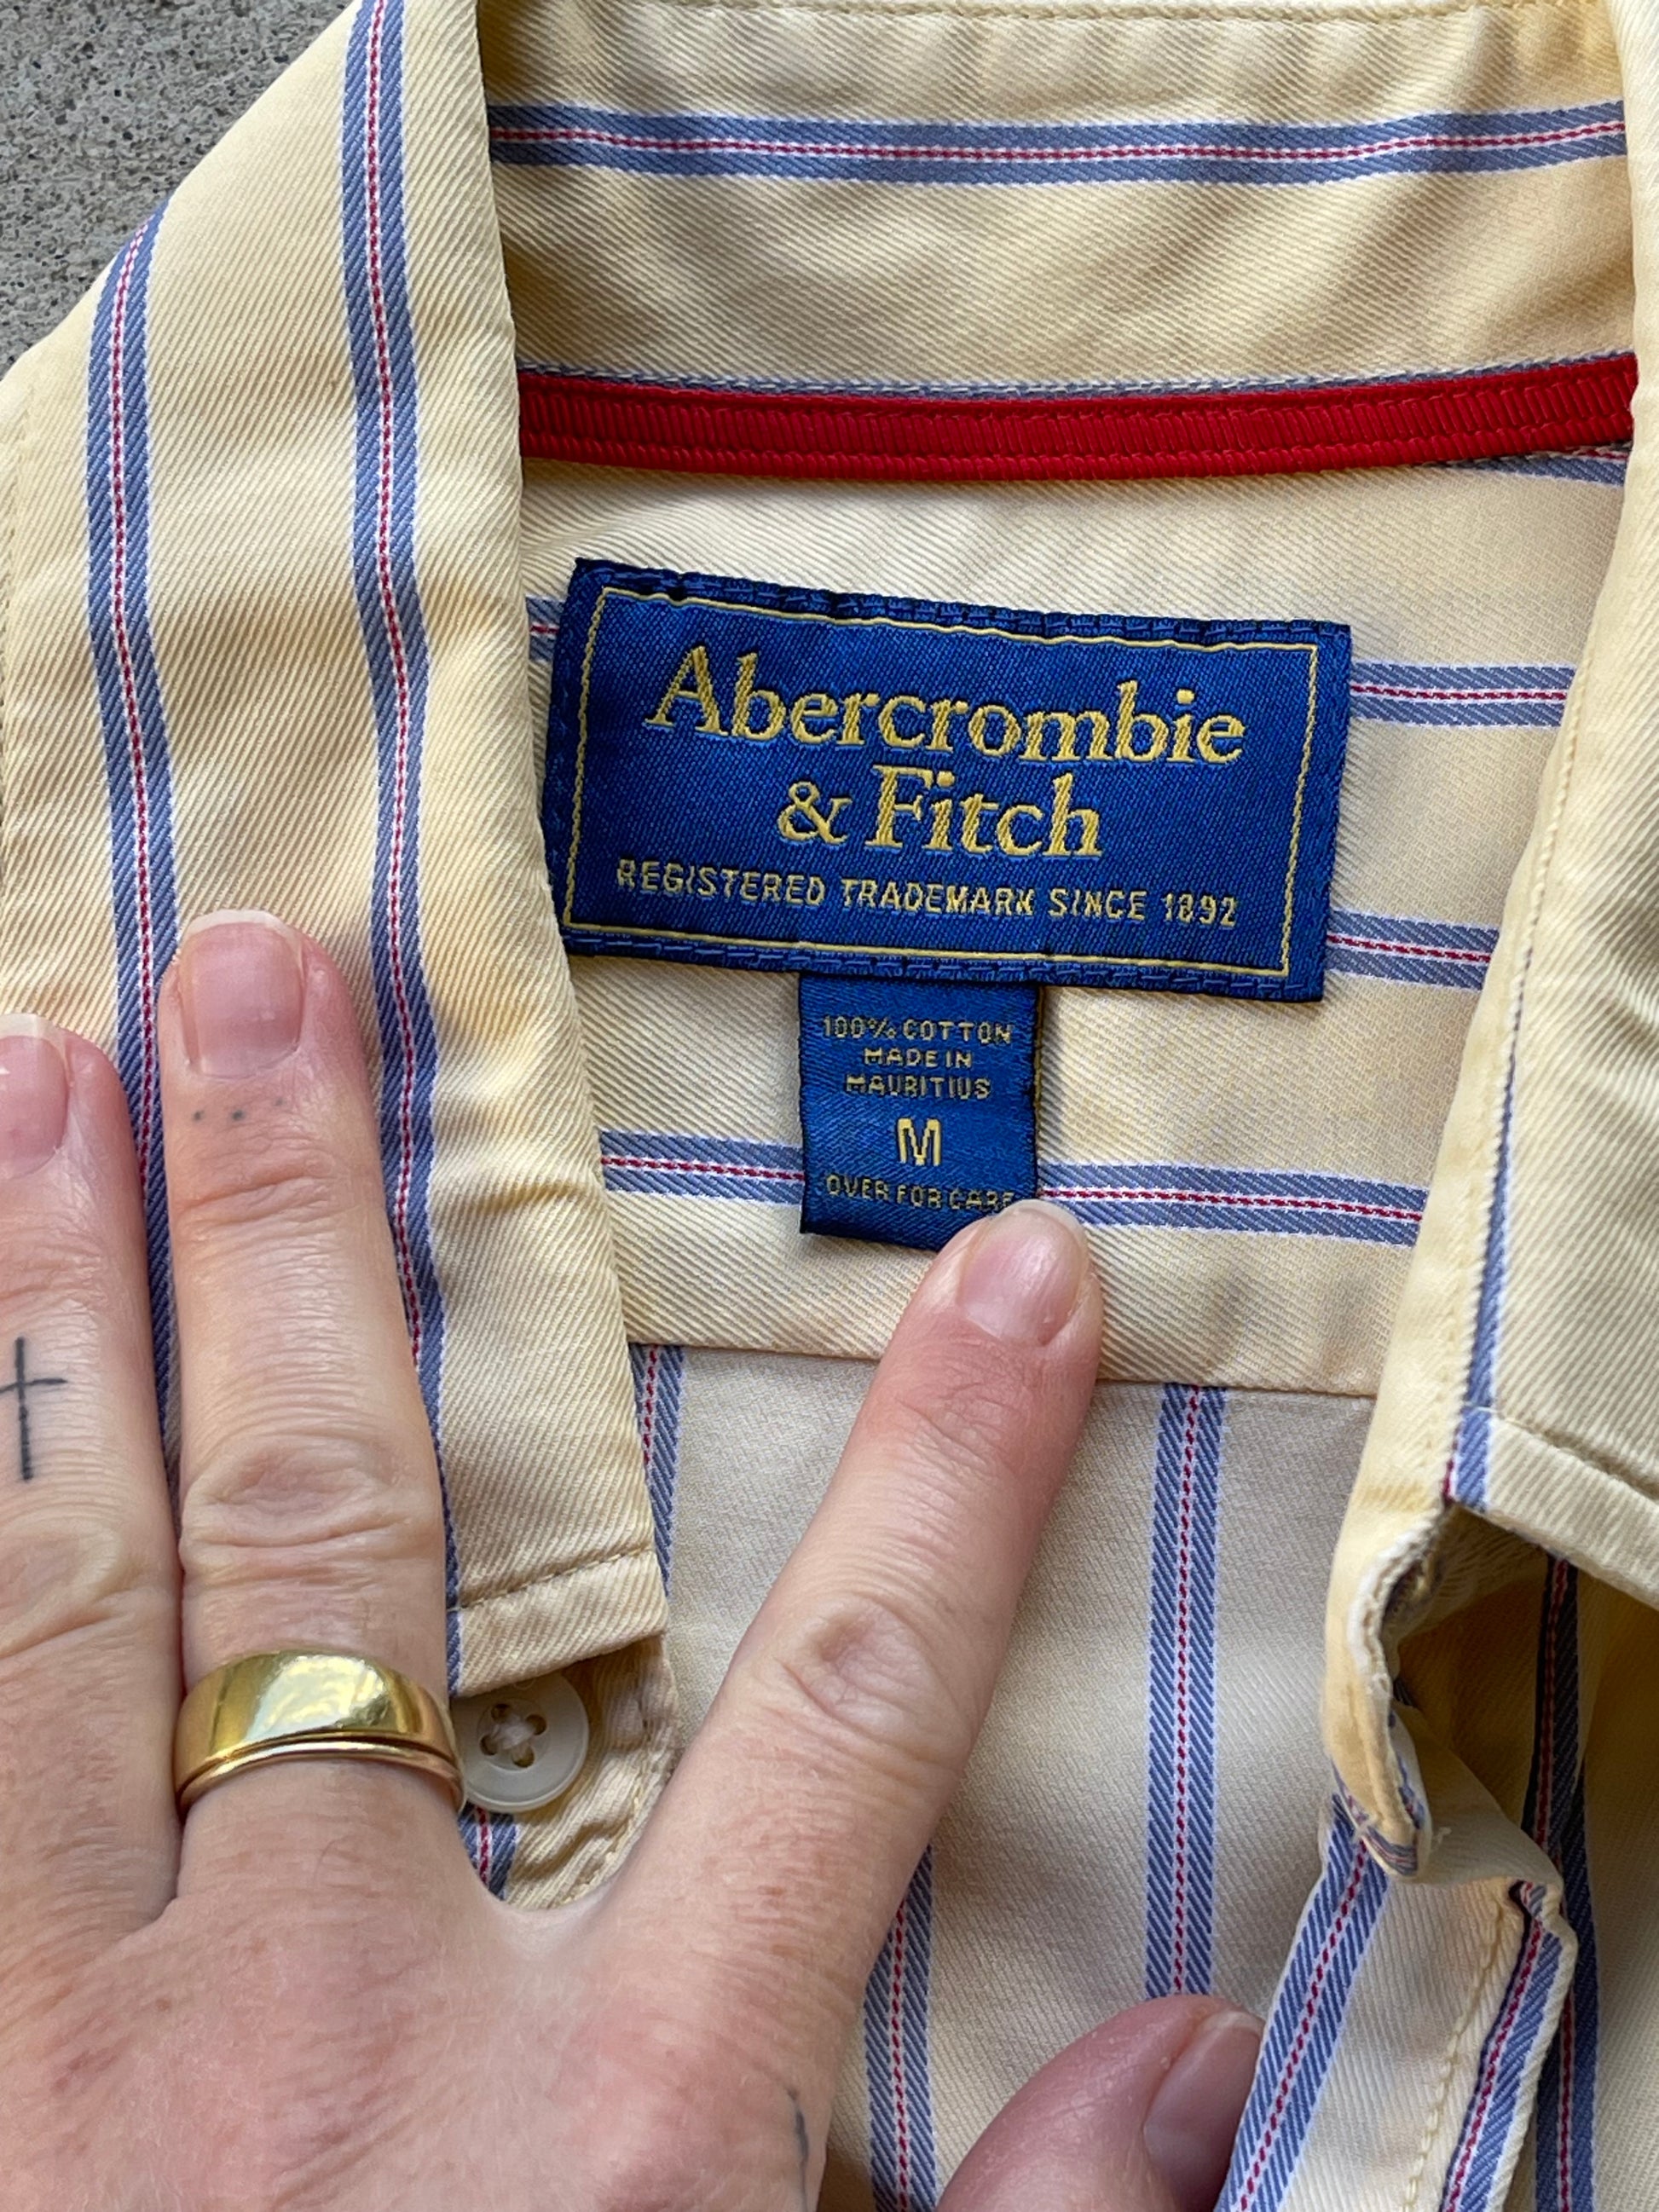 Abercrombie
& Fitch
REGISTERED TRADEMARK SINCE 1892
100% COTTON
MADE IN
MAURITIUS
M
OVER FOR CARE